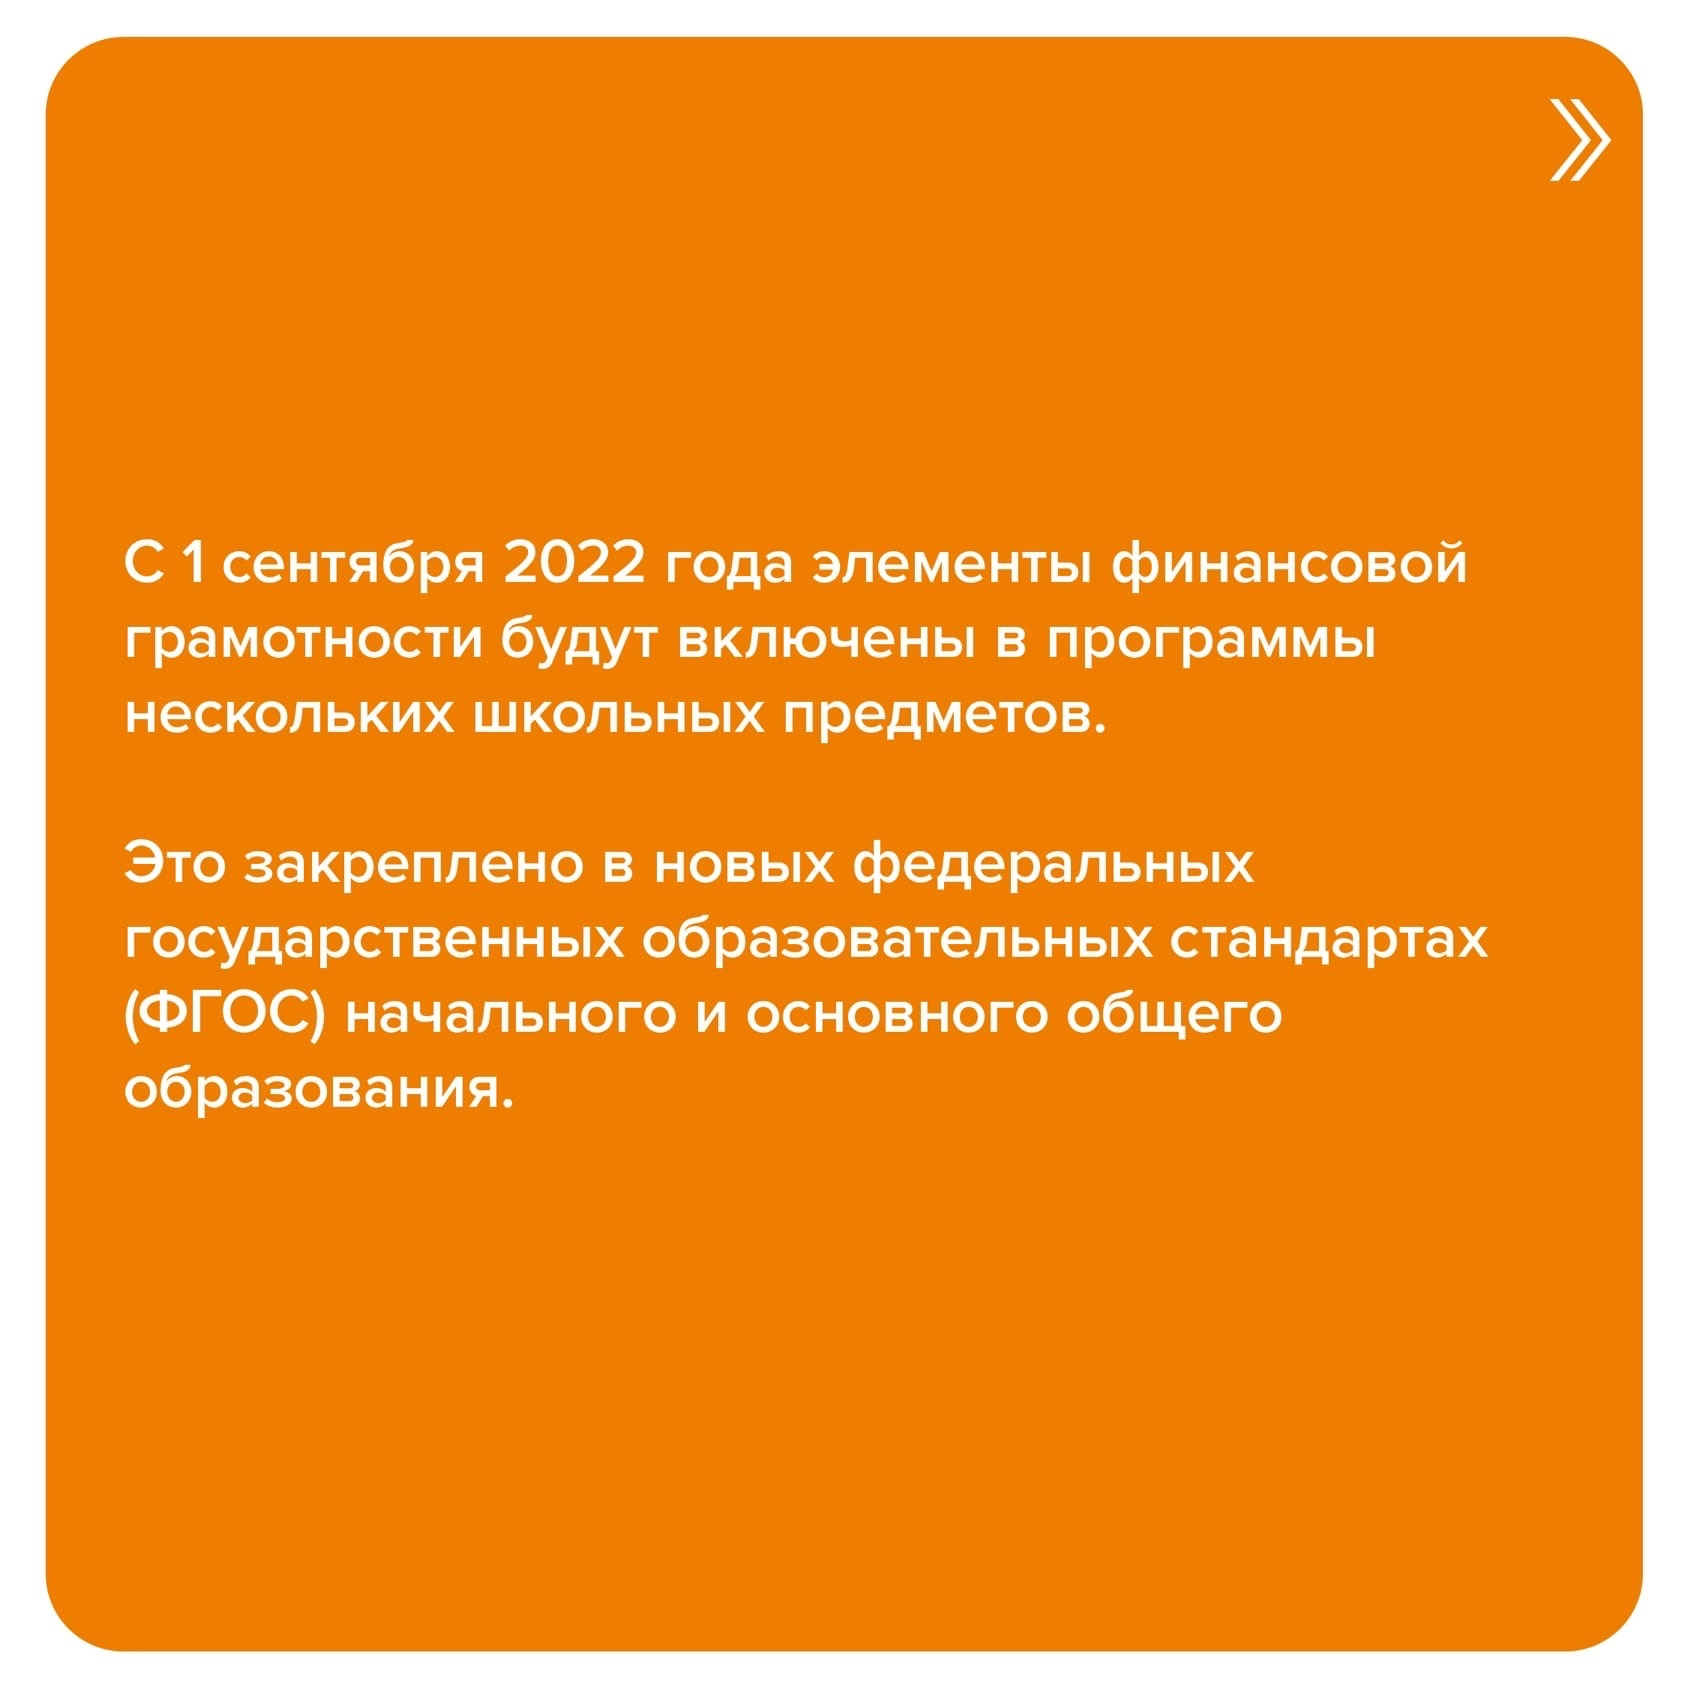 С 1 сентября 2022 года элементы финансовой
грамотности будут включены в программы
нескольких школьных предметов.
Это закреплено в новых федеральных
государственных образовательных стандартах
(ФГОС) начального и основного общего
образования.